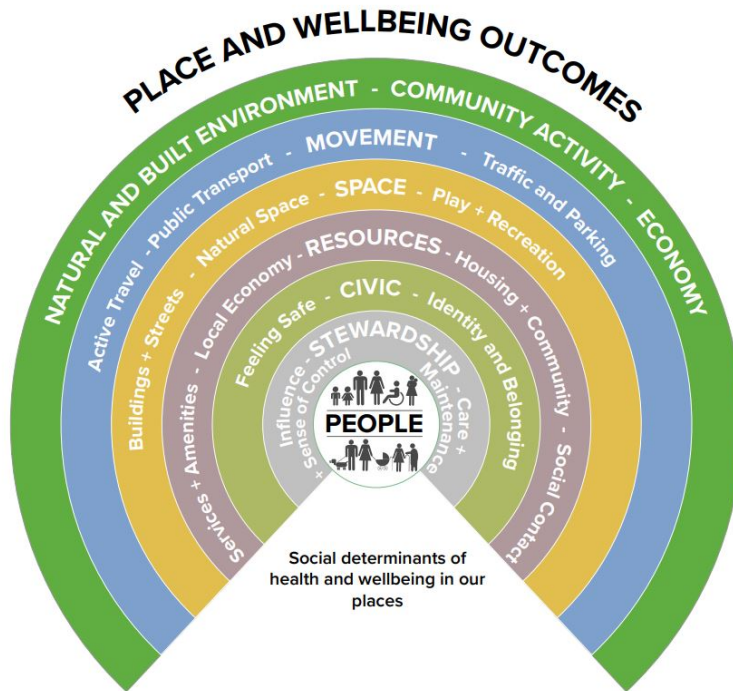 PLACE AND WELLBEING OUTCOMES
NATURAL AND BUILT ENVIRONMENT - COMMUNITY ACTIVITY - ECONOMY
Active Travel - Public Transport - MOVEMENT - Traffic and Parking
Buildings + Streets - Natural Space - SPACE - Play + Recreation
Services + Amenities - Local Economy - RESOURCES - Housing + Community - Social Contact
Feeling Safe - CIVIC - Identity and Belonging
Influence + Sense of Control - STEWARDSHIP - Care + Maintenance
PEOPLE
Social determinants of
health and wellbeing in our
places